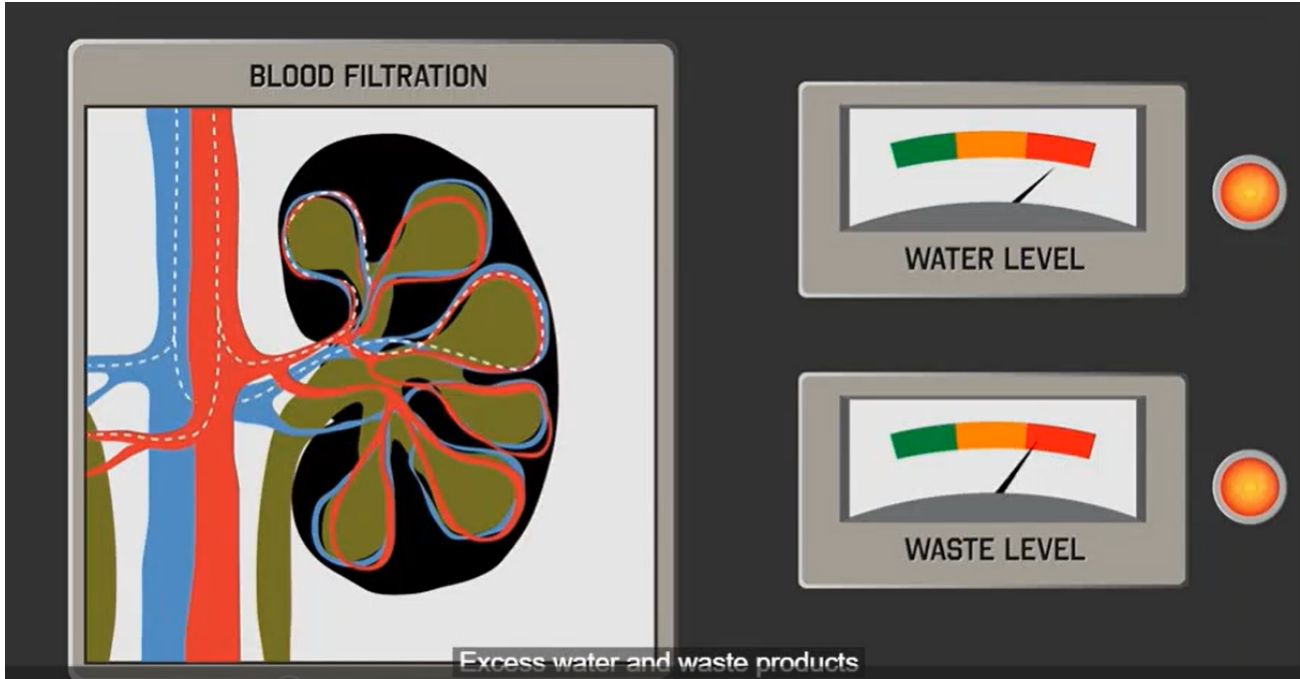 BLOOD FILTRATION
WATER LEVEL
WASTE LEVEL
Excess water and waste products